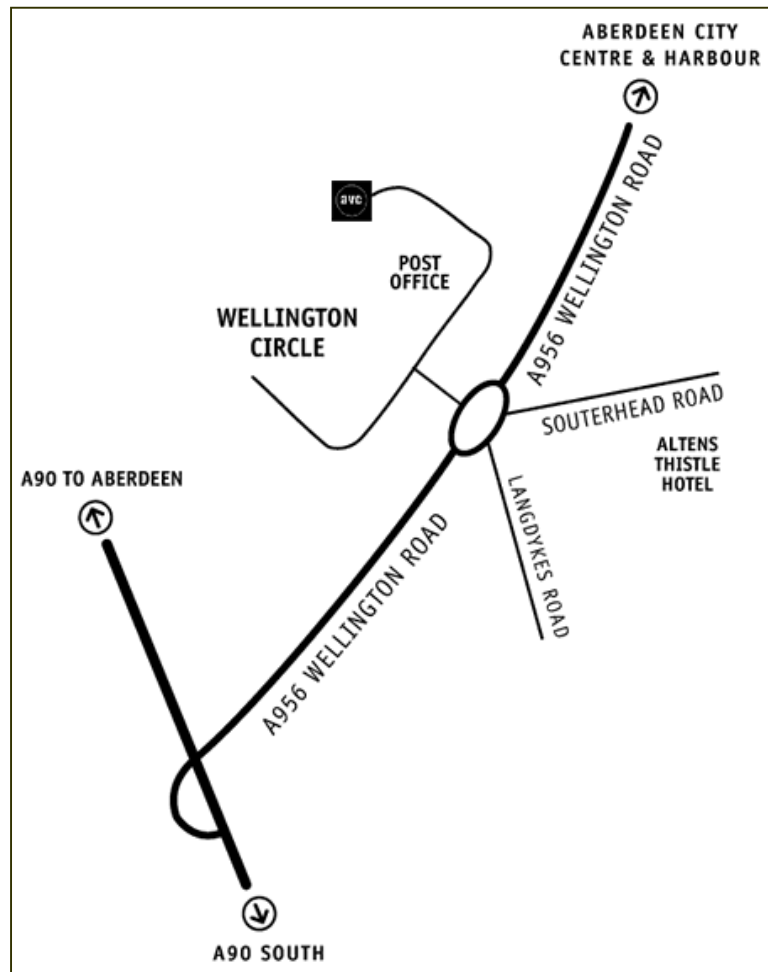 ABERDEEN CITY
CENTRE & HARBOUR
A956 WELLINGTON ROAD
avc
POST
OFFICE
WELLINGTON
CIRCLE
SOUTERHEAD ROAD
ALTENS
THISTLE
HOTEL
LANGDYKES ROAD
A90 TO ABERDEEN
A956 WELLINGTON ROAD
A90 SOUTH